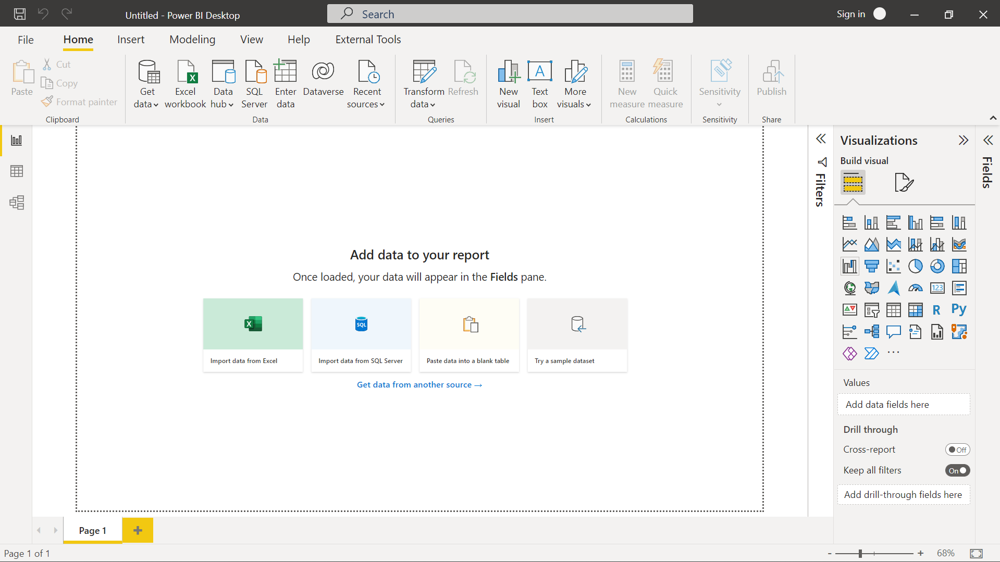 Untitled - Power BI Desktop
Search
Sign in
File
Home
Insert
Modeling
View
Help
External Tools
Paste
Cut
Copy
Format painter
Clipboard
Get data
Excel workbook
Data hub
SQL Server
Enter data
Dataverse
Recent sources
Data
Transform data
Refresh
Queries
New visual
Text box
More visuals
Insert
New measure
Quick measure
Calculations
Sensitivity
Sensitivity
Publish
Share
Filters
Visualizations
Build visual
Fields
Add data to your report
Once loaded, your data will appear in the Fields pane.
SQL
Import data from Excel
Import data from SQL Server
Paste data into a blank table
Try a sample dataset
Get data from another source →
123
R
Py
...
Values
Add data fields here
Drill through
Cross-report
Off
Keep all filters
On
Add drill-through fields here
Page 1
Page 1 of 1
- + 68%